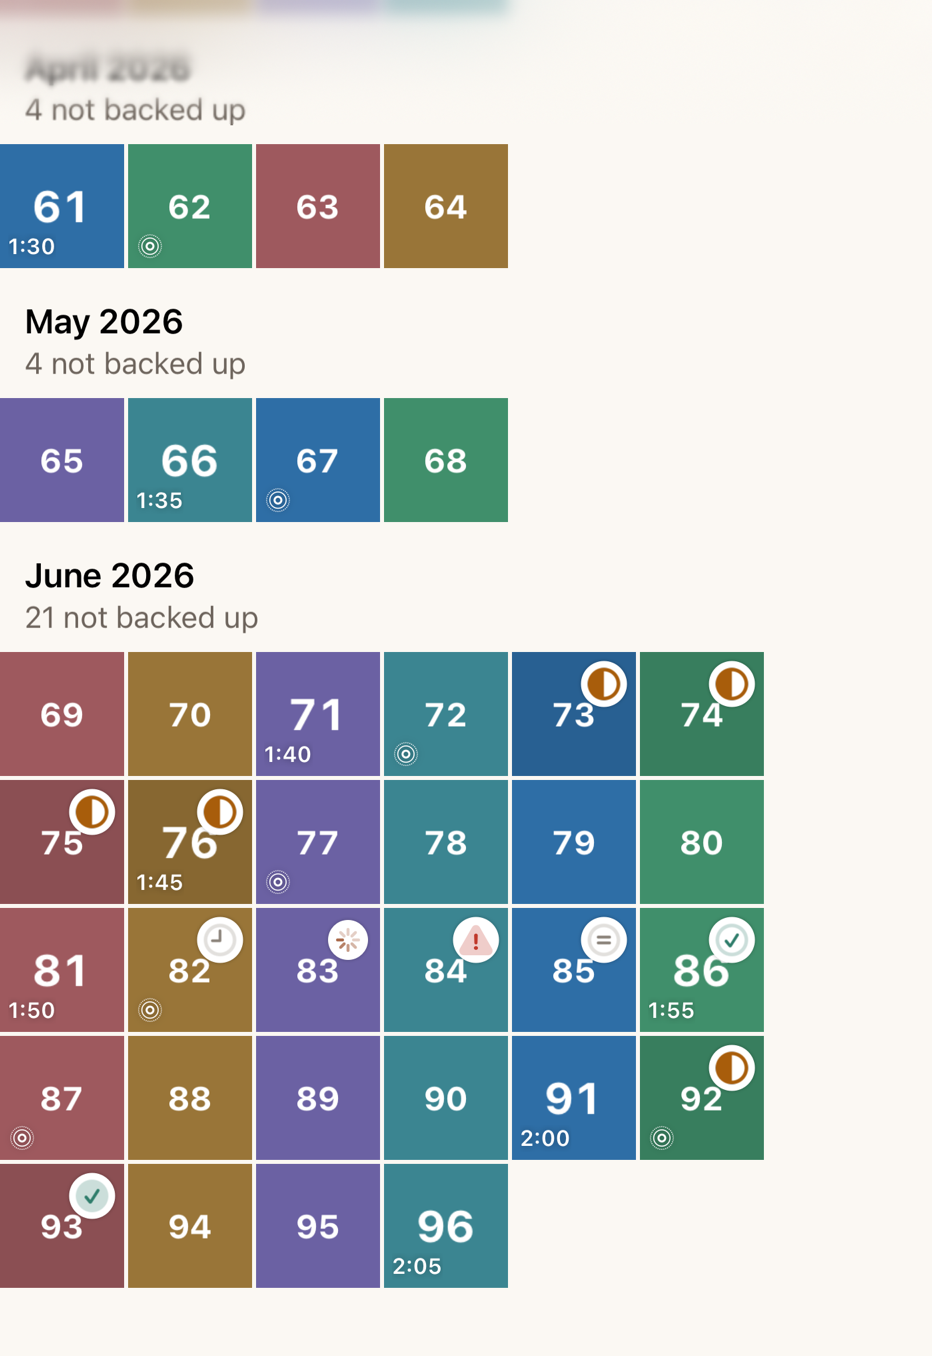 April 2026
4 not backed up
61 62 63 64
1:30
May 2026
4 not backed up
65 66 67 68
1:35
June 2026
21 not backed up
69 70 71 72 73 74
1:40
75 76 77 78 79 80
1:45
81 82 83 84 85 86
1:50 1:55
87 88 89 90 91 92
2:00
93 94 95 96
2:05